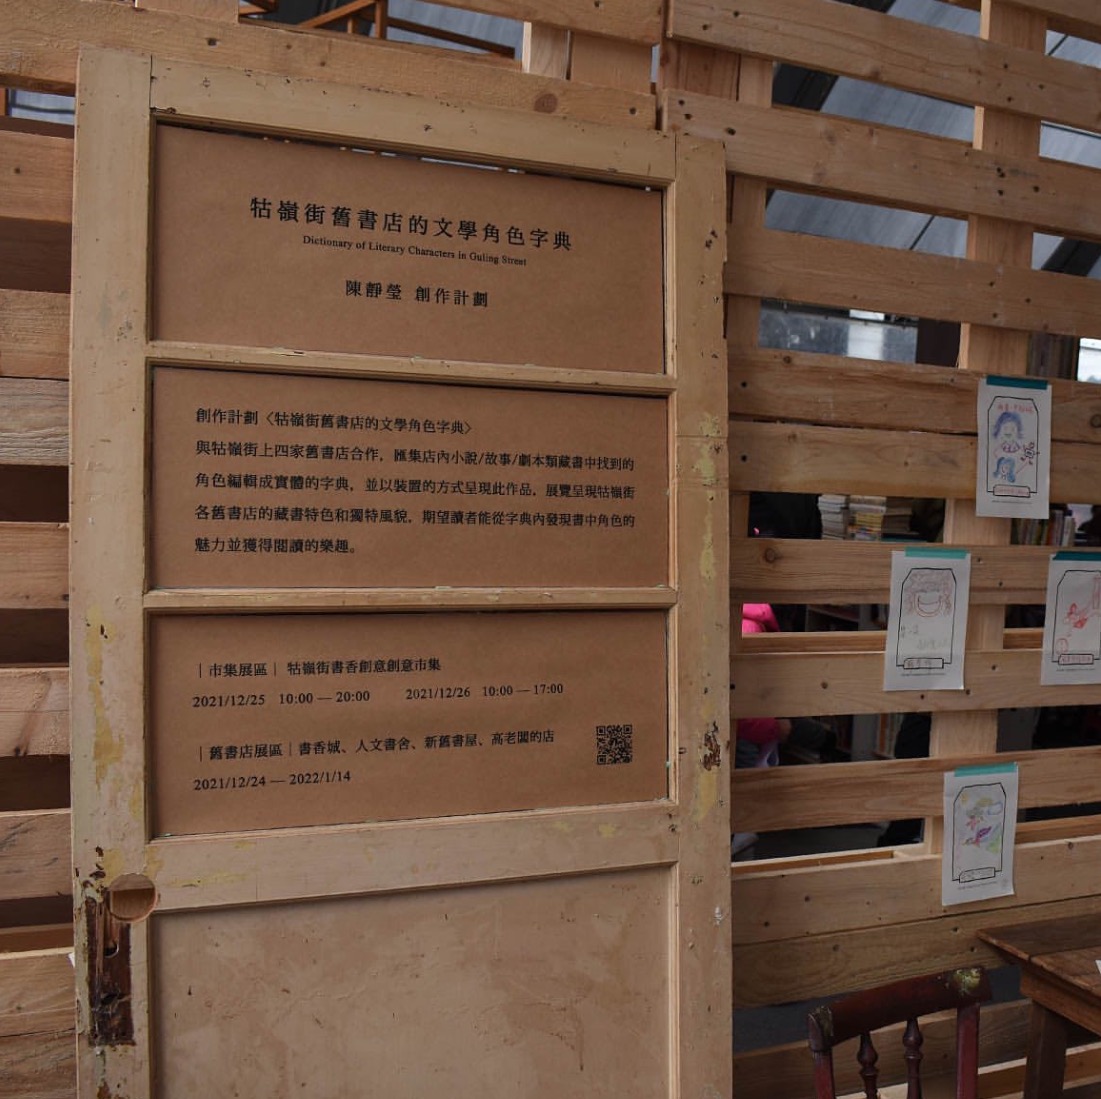 牯嶺街舊書店的文學角色字典
Dictionary of Literary Characters in Guling Street
陳靜瑩 創作計劃
創作計劃〈牯嶺街舊書店的文學角色字典〉
與牯嶺街上四家舊書店合作，匯集店內小說/故事/劇本類藏書中找到的
角色編輯成實體的字典，並以裝置的方式呈現此作品，展覽呈現牯嶺街
各舊書店的藏書特色和獨特風貌，期望讀者能從字典內發現書中角色的
魅力並獲得閱讀的樂趣。
｜市集展區｜ 牯嶺街書香創意創意市集
2021/12/25 10:00 — 20:00 2021/12/26 10:00 — 17:00
｜舊書店展區｜書香城、人文書舍、新舊書屋、高老闆的店
2021/12/24 — 2022/1/14